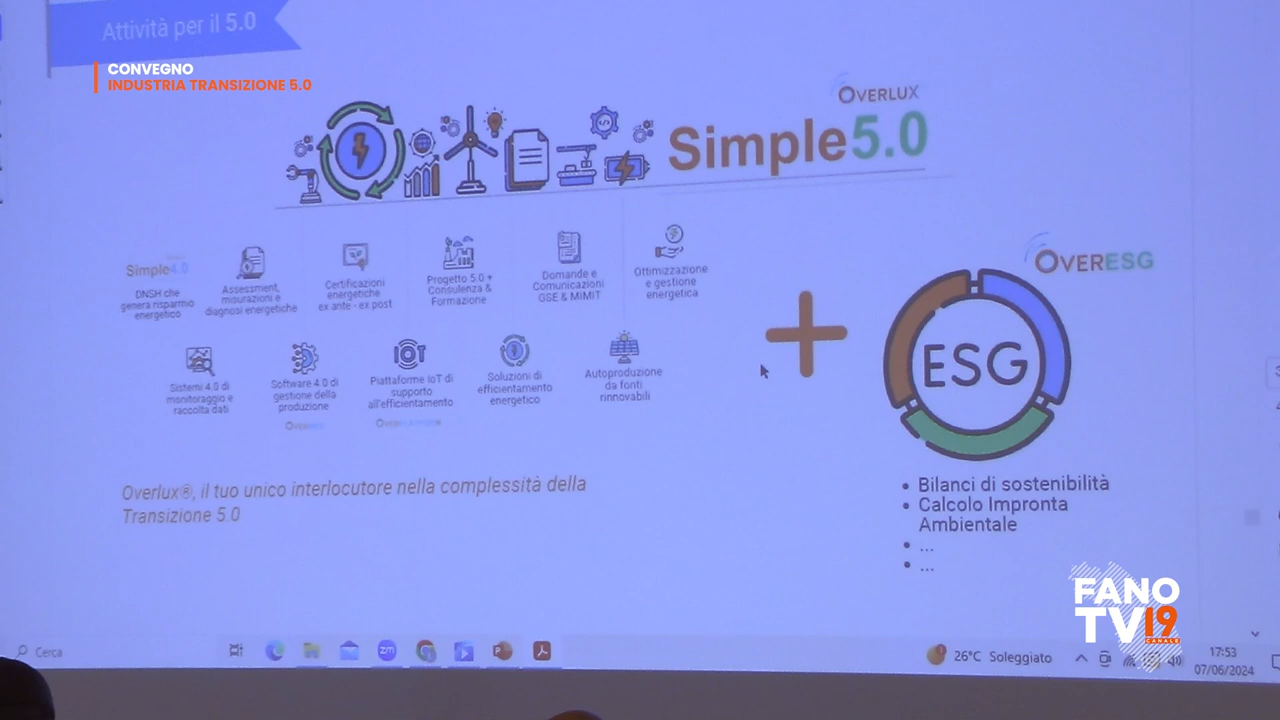 Attività per il 5.0
CONVEGNO
INDUSTRIA TRANSIZIONE 5.0
OVERLUX
Simple5.0
Simple4.0
DNSH che
genera risparmio
energetico
Assessment,
misurazioni e
diagnosi energetiche
Certificazioni
energetiche
ex ante - ex post
Progetto 5.0 +
Consulenza &
Formazione
Domande e
Comunicazioni
GSE & MIMIT
Ottimizzazione
e gestione
energetica
Sistemi 4.0 di
monitoraggio e
raccolta dati
Software 4.0 di
gestione della
produzione
IOT
Piattaforme IoT di
supporto
all'efficientamento
Soluzioni di
efficientamento
energetico
Autoproduzione
da fonti
rinnovabili
Overlux®, il tuo unico interlocutore nella complessità della
Transizione 5 0
OVERESG
ESG
• Bilanci di sostenibilità
• Calcolo Impronta
Ambientale
• ...
• ...
FANO
TV19
CANALE
Cerca
zm
26°C Soleggiato
17:53
07/06/2024